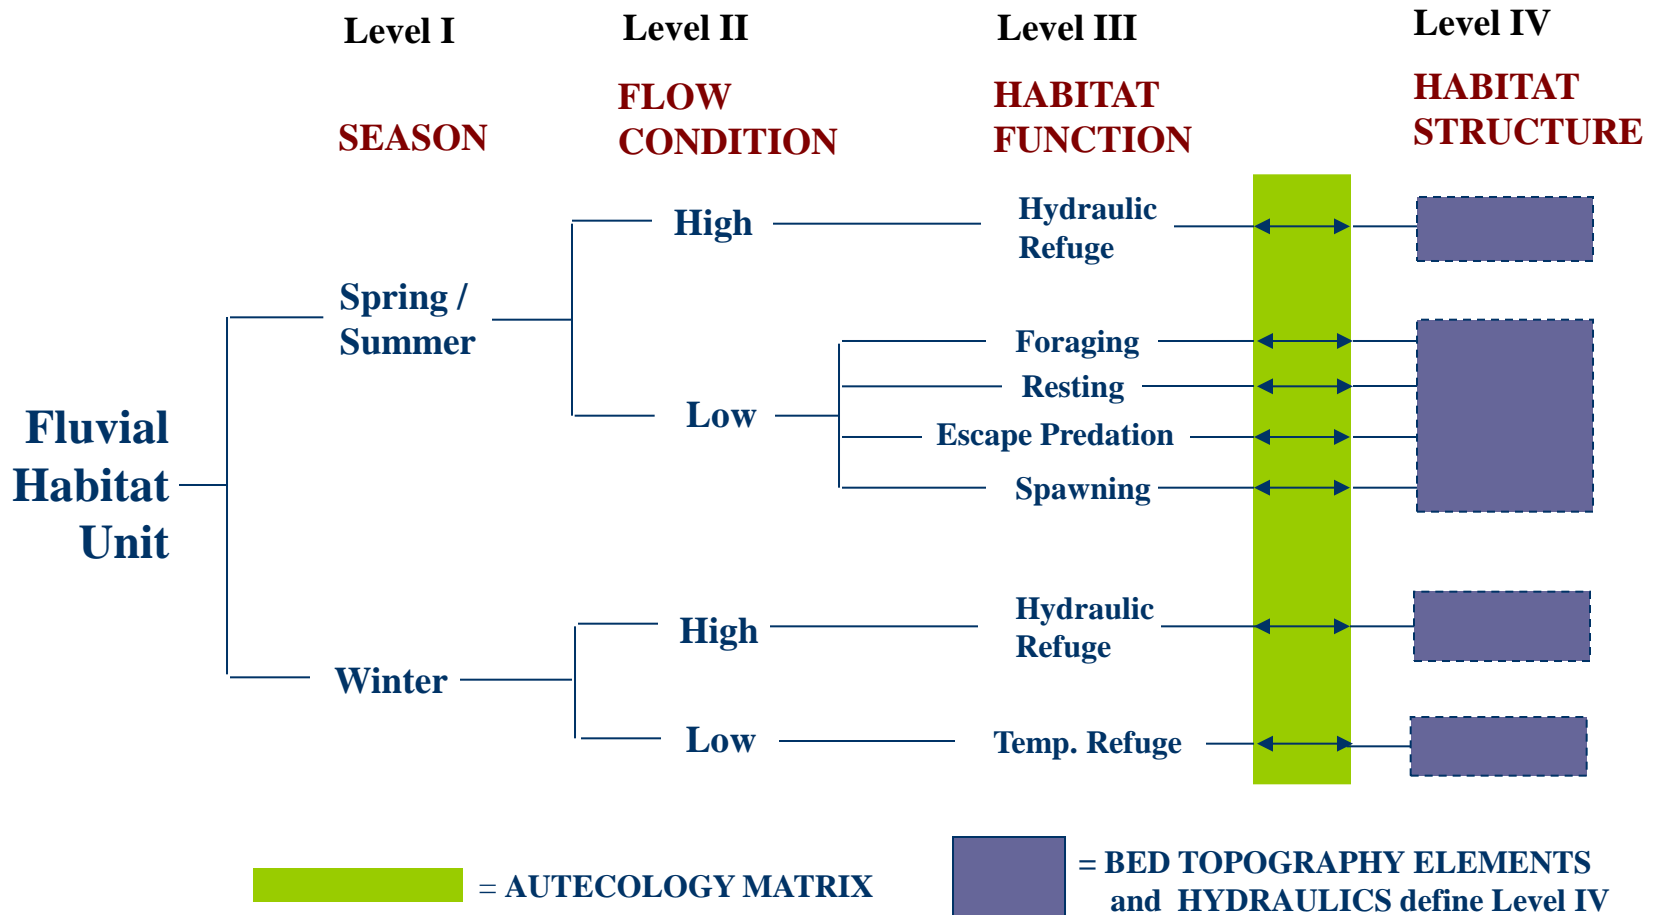 Level I
Level II
Level III
Level IV
SEASON
FLOW
CONDITION
HABITAT
FUNCTION
HABITAT
STRUCTURE
Fluvial
Habitat
Unit
Spring /
Summer
High
Hydraulic
Refuge
Low
Foraging
Resting
Escape Predation
Spawning
Winter
High
Hydraulic
Refuge
Low
Temp. Refuge
= AUTECOLOGY MATRIX
= BED TOPOGRAPHY ELEMENTS
and HYDRAULICS define Level IV